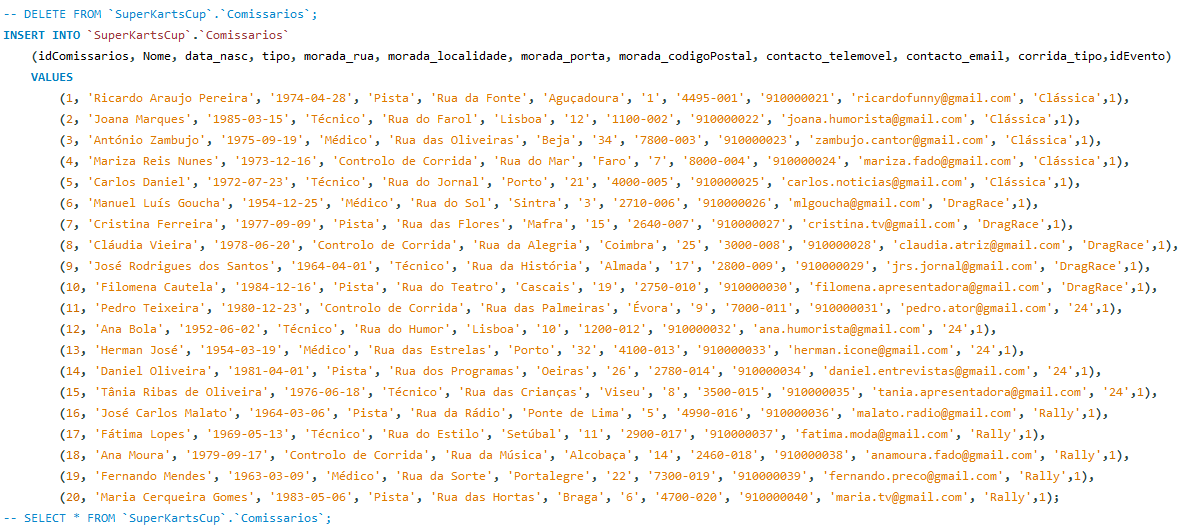 -- DELETE FROM `SuperKartsCup`.`Comissarios`;
INSERT INTO `SuperKartsCup`.`Comissarios`
(idComissarios, Nome, data_nasc, tipo, morada_rua, morada_localidade, morada_porta, morada_codigoPostal, contacto_telemovel, contacto_email, corrida_tipo,idEvento)
VALUES
(1, 'Ricardo Araujo Pereira', '1974-04-28', 'Pista', 'Rua da Fonte', 'Aguçadoura', '1', '4495-001', '910000021', 'ricardofunny@gmail.com', 'Clássica',1),
(2, 'Joana Marques', '1985-03-15', 'Técnico', 'Rua do Farol', 'Lisboa', '12', '1100-002', '910000022', 'joana.humorista@gmail.com', 'Clássica',1),
(3, 'António Zambujo', '1975-09-19', 'Médico', 'Rua das Oliveiras', 'Beja', '34', '7800-003', '910000023', 'zambujo.cantor@gmail.com', 'Clássica',1),
(4, 'Mariza Reis Nunes', '1973-12-16', 'Controlo de Corrida', 'Rua do Mar', 'Faro', '7', '8000-004', '910000024', 'mariza.fado@gmail.com', 'Clássica',1),
(5, 'Carlos Daniel', '1972-07-23', 'Técnico', 'Rua do Jornal', 'Porto', '21', '4000-005', '910000025', 'carlos.noticias@gmail.com', 'Clássica',1),
(6, 'Manuel Luís Goucha', '1954-12-25', 'Médico', 'Rua do Sol', 'Sintra', '3', '2710-006', '910000026', 'mlgoucha@gmail.com', 'DragRace',1),
(7, 'Cristina Ferreira', '1977-09-09', 'Pista', 'Rua das Flores', 'Mafra', '15', '2640-007', '910000027', 'cristina.tv@gmail.com', 'DragRace',1),
(8, 'Cláudia Vieira', '1978-06-20', 'Controlo de Corrida', 'Rua da Alegria', 'Coimbra', '25', '3000-008', '910000028', 'claudia.atriz@gmail.com', 'DragRace',1),
(9, 'José Rodrigues dos Santos', '1964-04-01', 'Técnico', 'Rua da História', 'Almada', '17', '2800-009', '910000029', 'jrs.jornal@gmail.com', 'DragRace',1),
(10, 'Filomena Cautela', '1984-12-16', 'Pista', 'Rua do Teatro', 'Cascais', '19', '2750-010', '910000030', 'filomena.apresentadora@gmail.com', 'DragRace',1),
(11, 'Pedro Teixeira', '1980-12-23', 'Controlo de Corrida', 'Rua das Palmeiras', 'Évora', '9', '7000-011', '910000031', 'pedro.ator@gmail.com', '24',1),
(12, 'Ana Bola', '1952-06-02', 'Técnico', 'Rua do Humor', 'Lisboa', '10', '1200-012', '910000032', 'ana.humorista@gmail.com', '24',1),
(13, 'Herman José', '1954-03-19', 'Médico', 'Rua das Estrelas', 'Porto', '32', '4100-013', '910000033', 'herman.icone@gmail.com', '24',1),
(14, 'Daniel Oliveira', '1981-04-01', 'Pista', 'Rua dos Programas', 'Oeiras', '26', '2780-014', '910000034', 'daniel.entrevistas@gmail.com', '24',1),
(15, 'Tânia Ribas de Oliveira', '1976-06-18', 'Técnico', 'Rua das Crianças', 'Viseu', '8', '3500-015', '910000035', 'tania.apresentadora@gmail.com', '24',1),
(16, 'José Carlos Malato', '1964-03-06', 'Pista', 'Rua da Rádio', 'Ponte de Lima', '5', '4990-016', '910000036', 'malato.radio@gmail.com', 'Rally',1),
(17, 'Fátima Lopes', '1969-05-13', 'Técnico', 'Rua do Estilo', 'Setúbal', '11', '2900-017', '910000037', 'fatima.moda@gmail.com', 'Rally',1),
(18, 'Ana Moura', '1979-09-17', 'Controlo de Corrida', 'Rua da Música', 'Alcobaça', '14', '2460-018', '910000038', 'anamoura.fado@gmail.com', 'Rally',1),
(19, 'Fernando Mendes', '1963-03-09', 'Médico', 'Rua da Sorte', 'Portalegre', '22', '7300-019', '910000039', 'fernando.preco@gmail.com', 'Rally',1),
(20, 'Maria Cerqueira Gomes', '1983-05-06', 'Pista', 'Rua das Hortas', 'Braga', '6', '4700-020', '910000040', 'maria.tv@gmail.com', 'Rally',1);
-- SELECT * FROM `SuperKartsCup`.`Comissarios`;